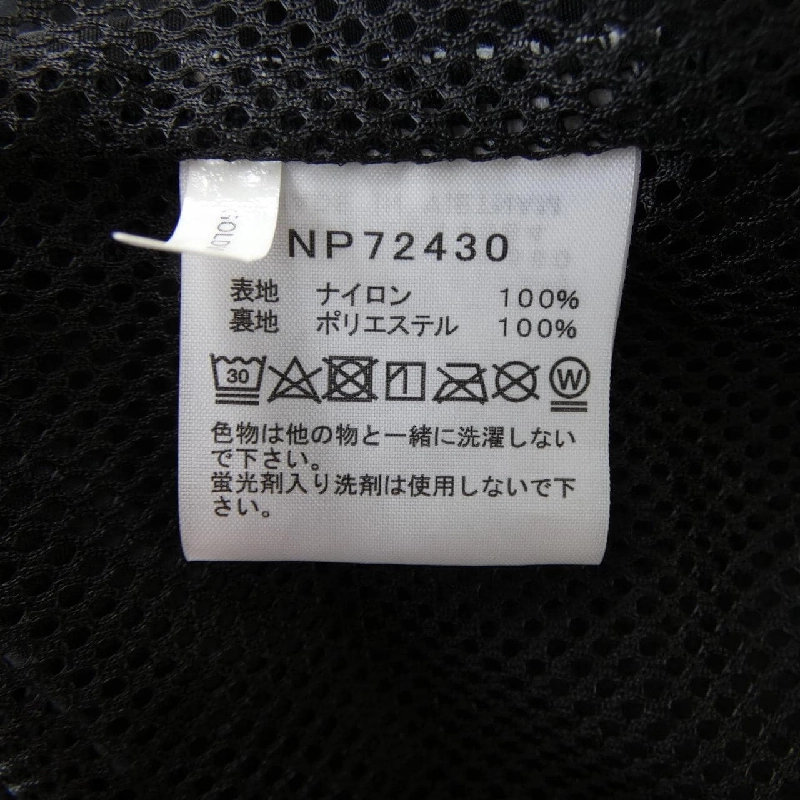 GOLD
NP72430
表地 ナイロン 100%
裏地 ポリエステル 100%
30 W
色物は他の物と一緒に洗濯しない
で下さい。
蛍光剤入り洗剤は使用しないで下
さい。